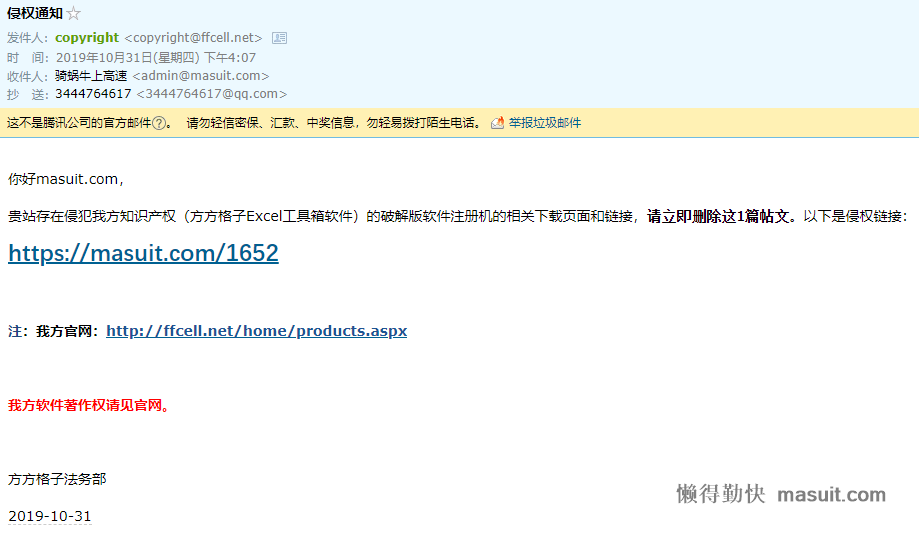 侵权通知☆
发件人：copyright <copyright@ffcell.net>
时 间：2019年10月31日(星期四) 下午4:07
收件人：骑蜗牛上高速 <admin@masuit.com>
抄 送：3444764617 <3444764617@qq.com>
这不是腾讯公司的官方邮件?。 请勿轻信密保、汇款、中奖信息，勿轻易拨打陌生电话。 举报垃圾邮件
你好masuit.com，
贵站存在侵犯我方知识产权（方方格子Excel工具箱软件）的破解版软件注册机的相关下载页面和链接，请立即删除这1篇帖文。以下是侵权链接：
https://masuit.com/1652
注：我方官网：http://ffcell.net/home/products.aspx
我方软件著作权请见官网。
方方格子法务部
2019-10-31
懒得勤快 masuit.com